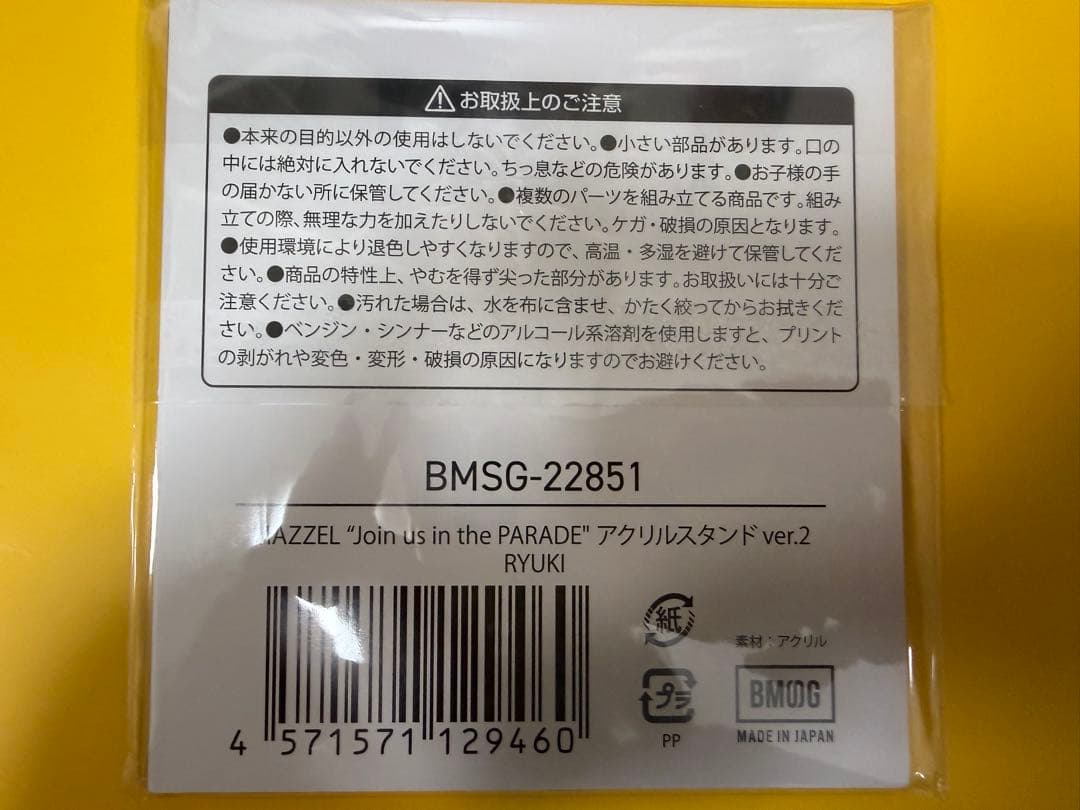 ⚠お取扱上のご注意
●本来の目的以外の使用はしないでください。●小さい部品があります。口の
中には絶対に入れないでください。ちっ息などの危険があります。●お子様の手
の届かない所に保管してください。●複数のパーツを組み立てる商品です。組み
立ての際、無理な力を加えたりしないでください。ケガ・破損の原因となります。
●使用環境により退色しやすくなりますので、高温・多湿を避けて保管してくだ
さい。●商品の特性上、やむを得ず尖った部分があります。お取扱いには十分ご
注意ください。●汚れた場合は、水を布に含ませ、かたく絞ってからお拭きくだ
さい。●ベンジン・シンナーなどのアルコール系溶剤を使用しますと、プリント
の剥がれや変色・変形・破損の原因になりますのでお避けください。
BMSG-22851
MAZZEL “Join us in the PARADE" アクリルスタンド ver.2
RYUKI
紙
素材：アクリル
プラ
BMSG
4 571571 129460
PP
MADE IN JAPAN